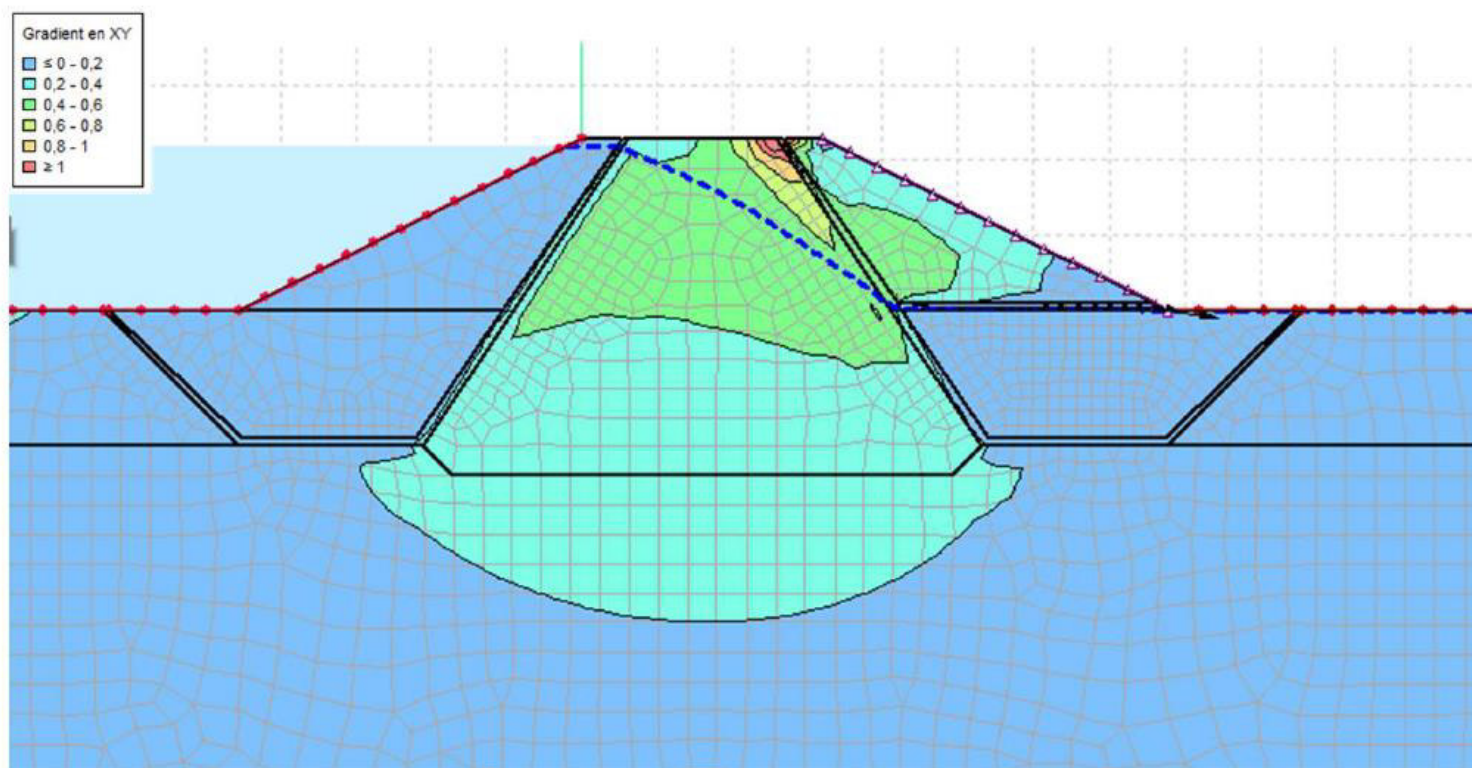 Gradient en XY
≤ 0 - 0,2
0,2 - 0,4
0,4 - 0,6
0,6 - 0,8
0,8 - 1
≥ 1